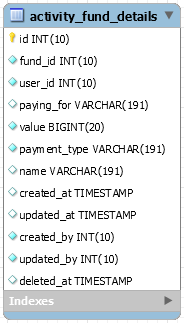 activity_fund_details
id INT(10)
fund_id INT(10)
user_id INT(10)
paying_for VARCHAR(191)
value BIGINT(20)
payment_type VARCHAR(191)
name VARCHAR(191)
created_at TIMESTAMP
updated_at TIMESTAMP
created_by INT(10)
updated_by INT(10)
deleted_at TIMESTAMP
Indexes